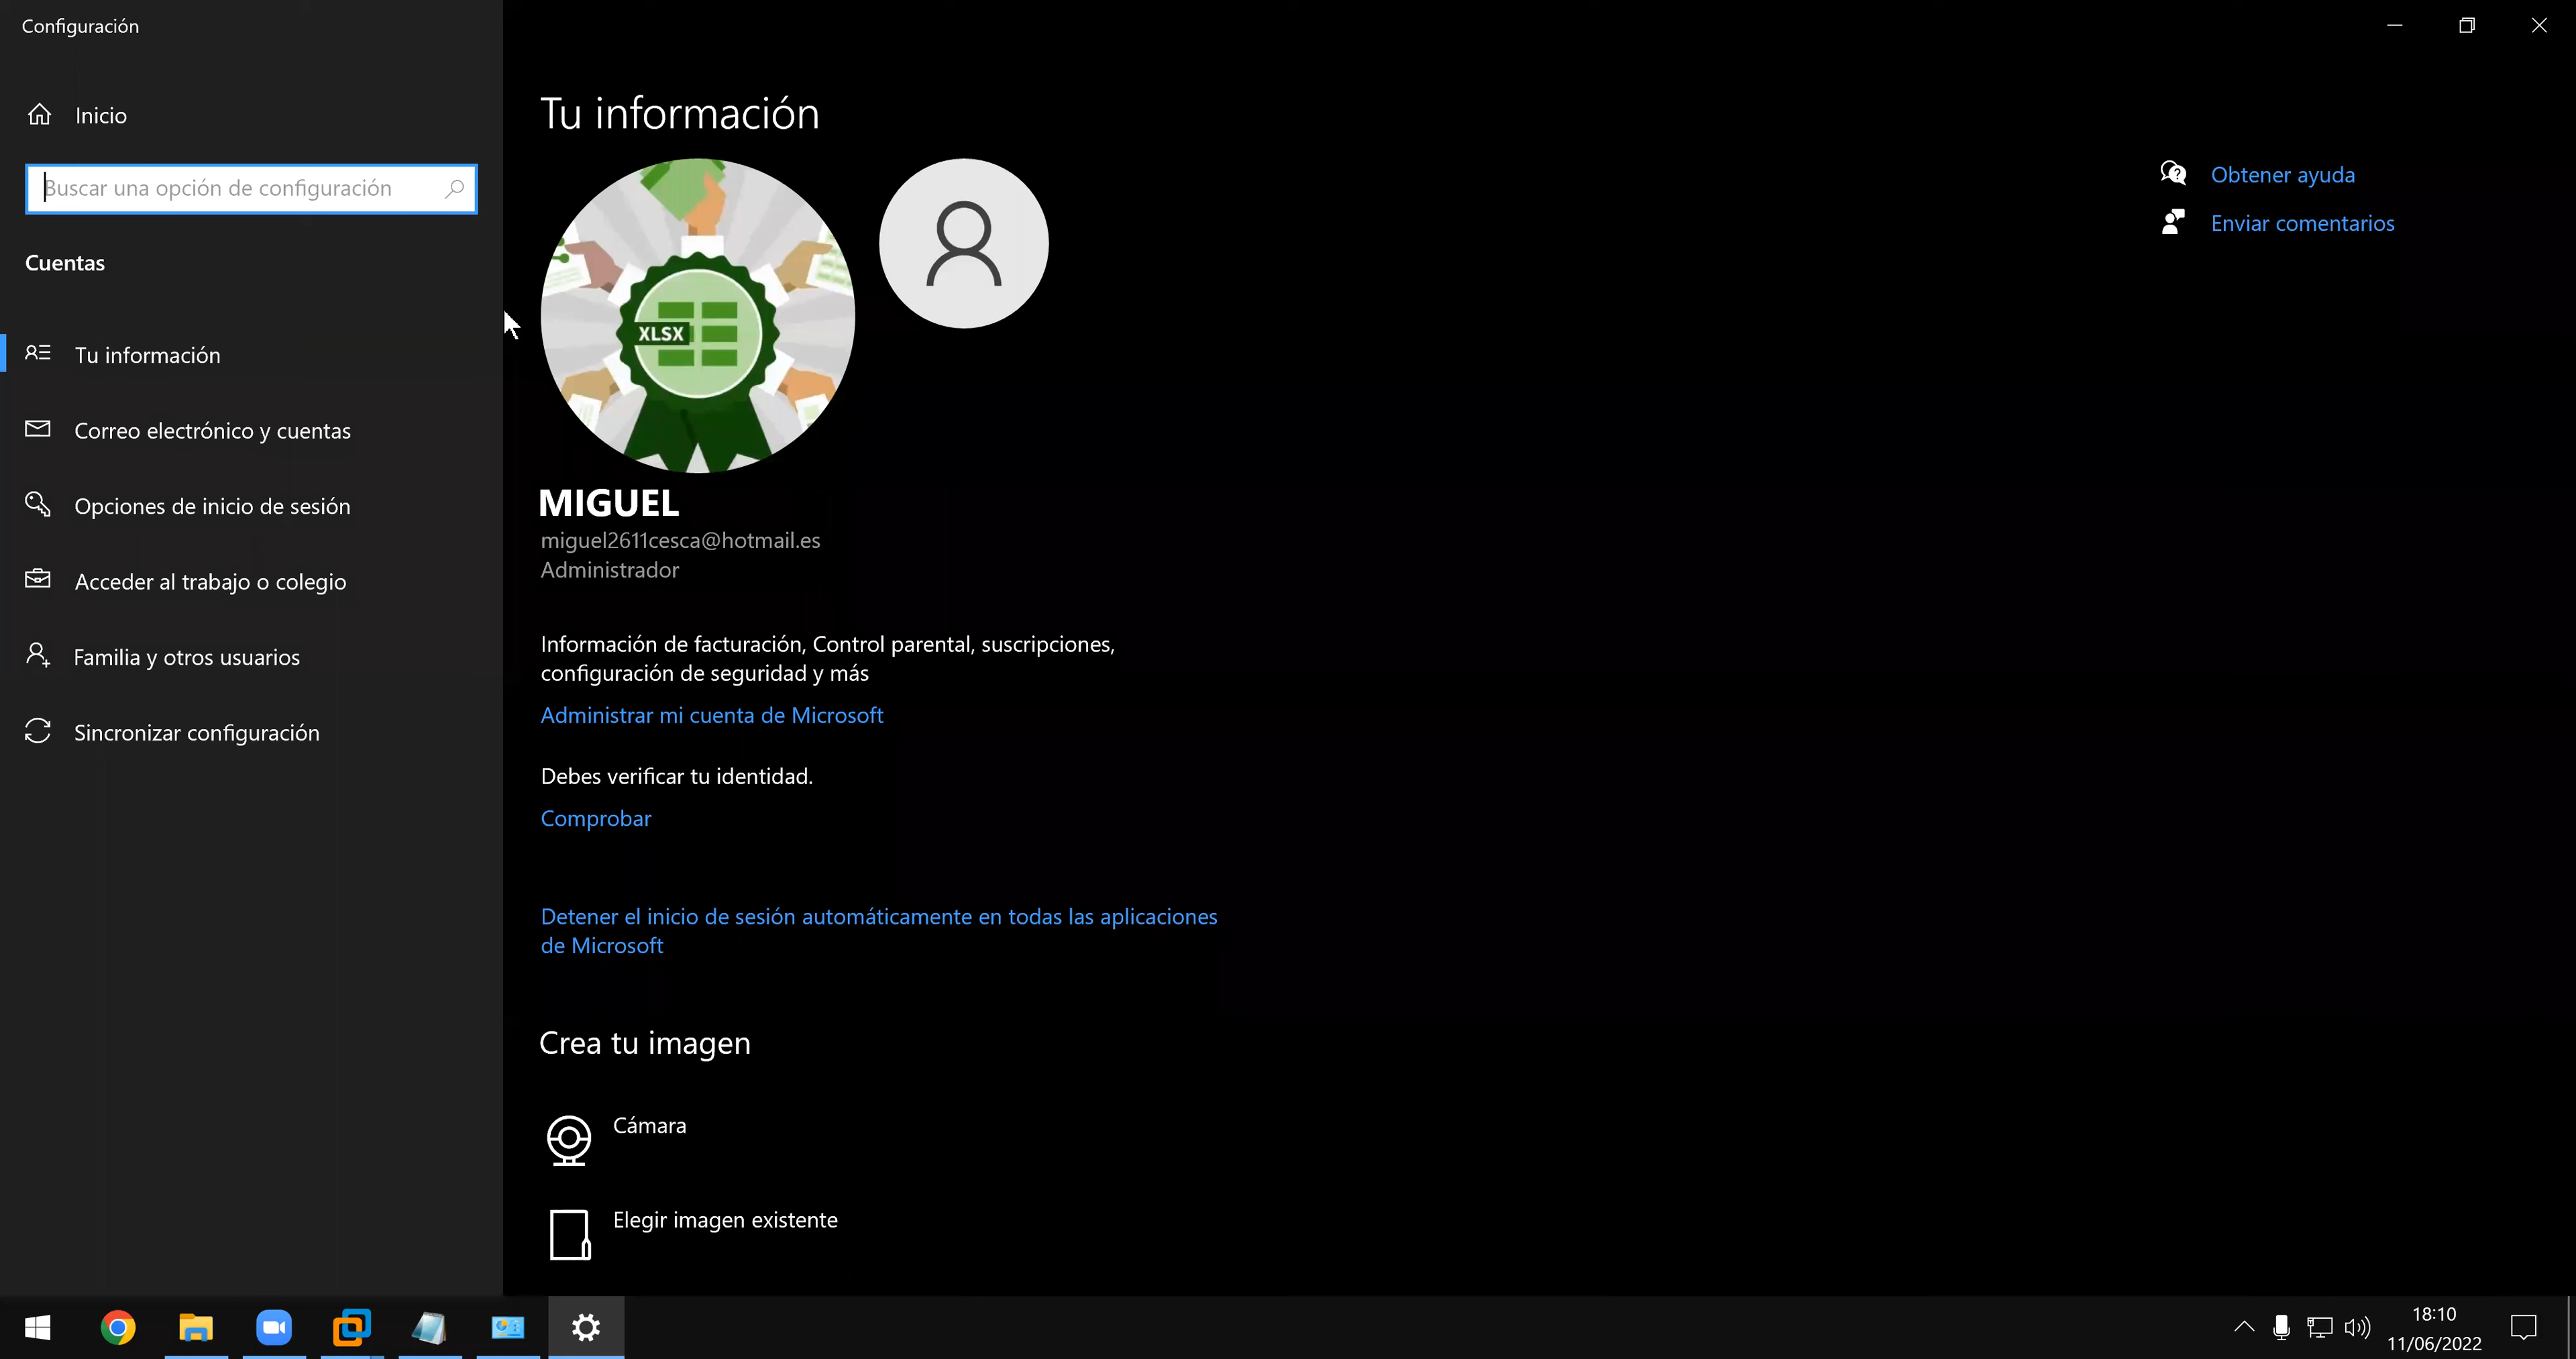 Configuración
Inicio
Buscar una opción de configuración
Cuentas
Tu información
Correo electrónico y cuentas
Opciones de inicio de sesión
Acceder al trabajo o colegio
Familia y otros usuarios
Sincronizar configuración
Tu información
XLSX
MIGUEL
miguel2611cesca@hotmail.es
Administrador
Información de facturación, Control parental, suscripciones,
configuración de seguridad y más
Administrar mi cuenta de Microsoft
Debes verificar tu identidad.
Comprobar
Detener el inicio de sesión automáticamente en todas las aplicaciones
de Microsoft
Crea tu imagen
Cámara
Elegir imagen existente
Obtener ayuda
Enviar comentarios
18:10
11/06/2022